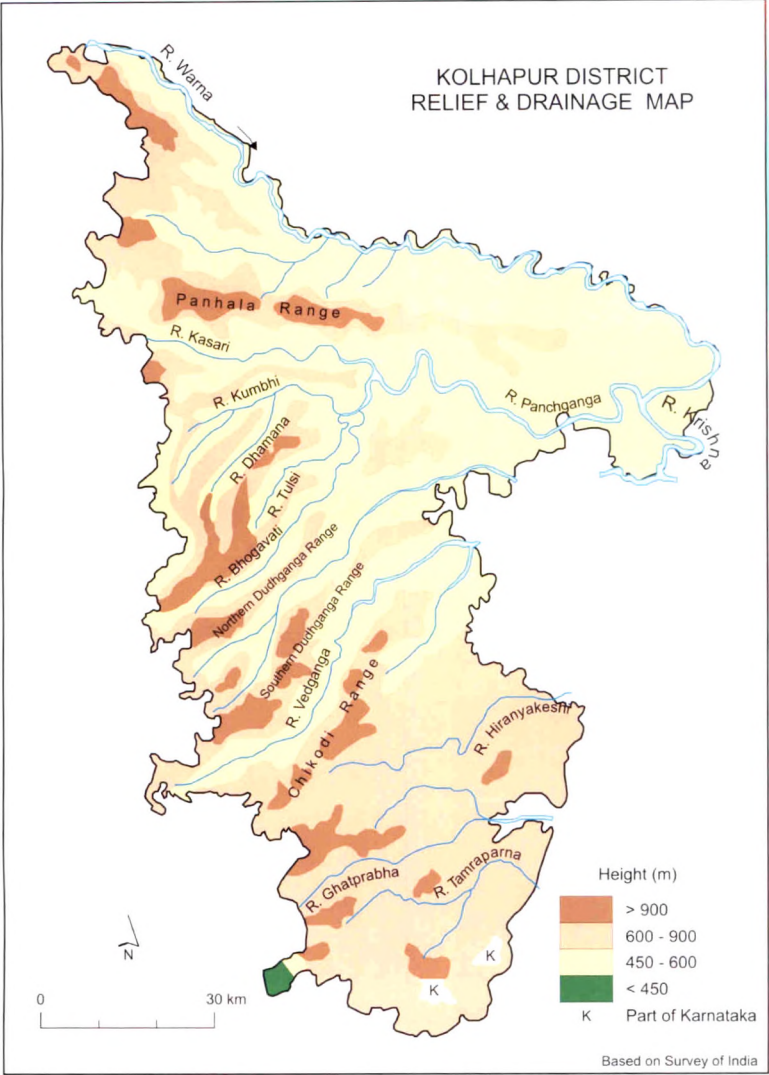 KOLHAPUR DISTRICT
RELIEF & DRAINAGE MAP
R. Warna
Panhala Range
R. Kasari
R. Kumbhi
R. Panchganga
R. Krishna
R. Dhamana
R. Tulsi
R. Bhogavati
Northern Dudhganga Range
Southern Dudhganga Range
R. Vedganga
Chikodi Range
R. Hiranyakeshi
R. Ghatprabha
R. Tamraparna
K
K
N
0 30 km
Height (m)
> 900
600 - 900
450 - 600
< 450
K Part of Karnataka
Based on Survey of India